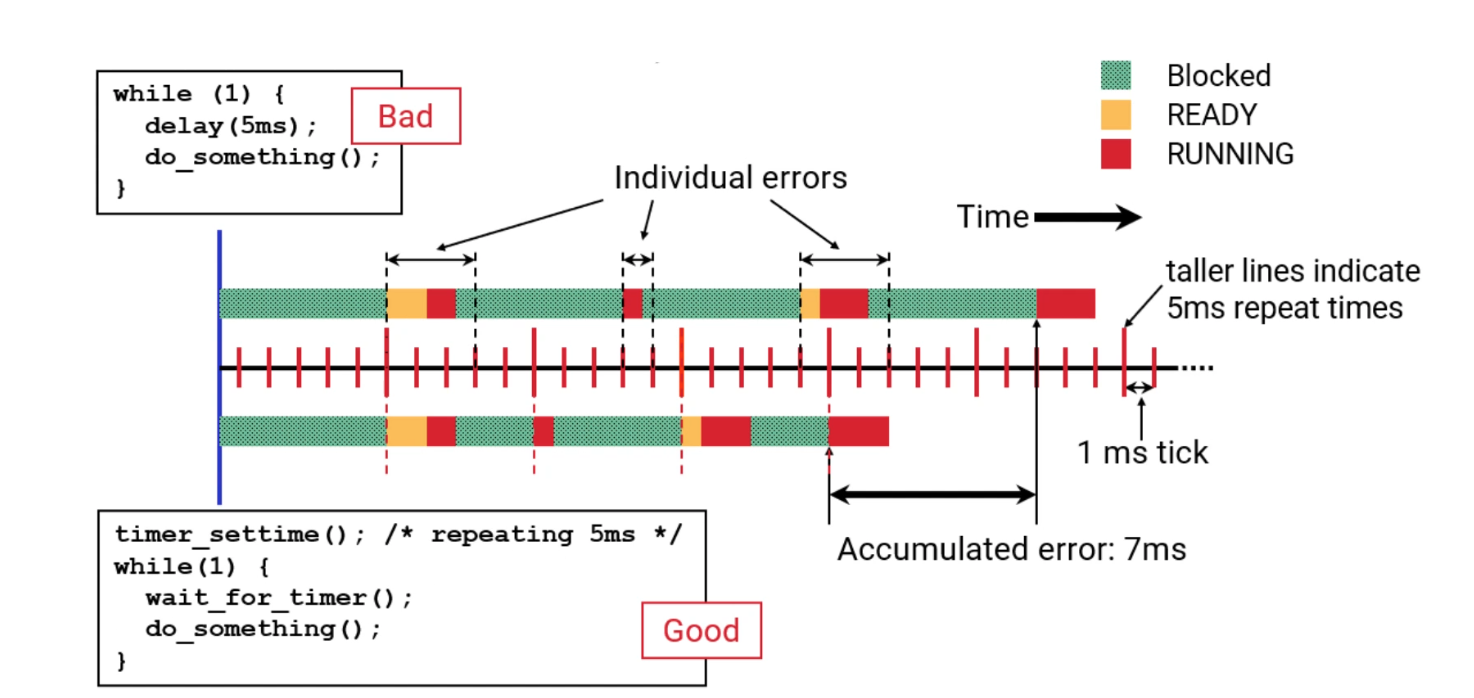 while (1) {
  delay(5ms);
  do_something();
}
Bad
Blocked
READY
RUNNING
Individual errors
Time
taller lines indicate
5ms repeat times
1 ms tick
Accumulated error: 7ms
timer_settime(); /* repeating 5ms */
while(1) {
  wait_for_timer();
  do_something();
}
Good